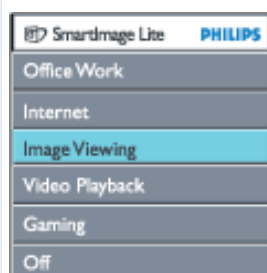 SmartImage Lite PHILIPS
Office Work
Internet
Image Viewing
Video Playback
Gaming
Off